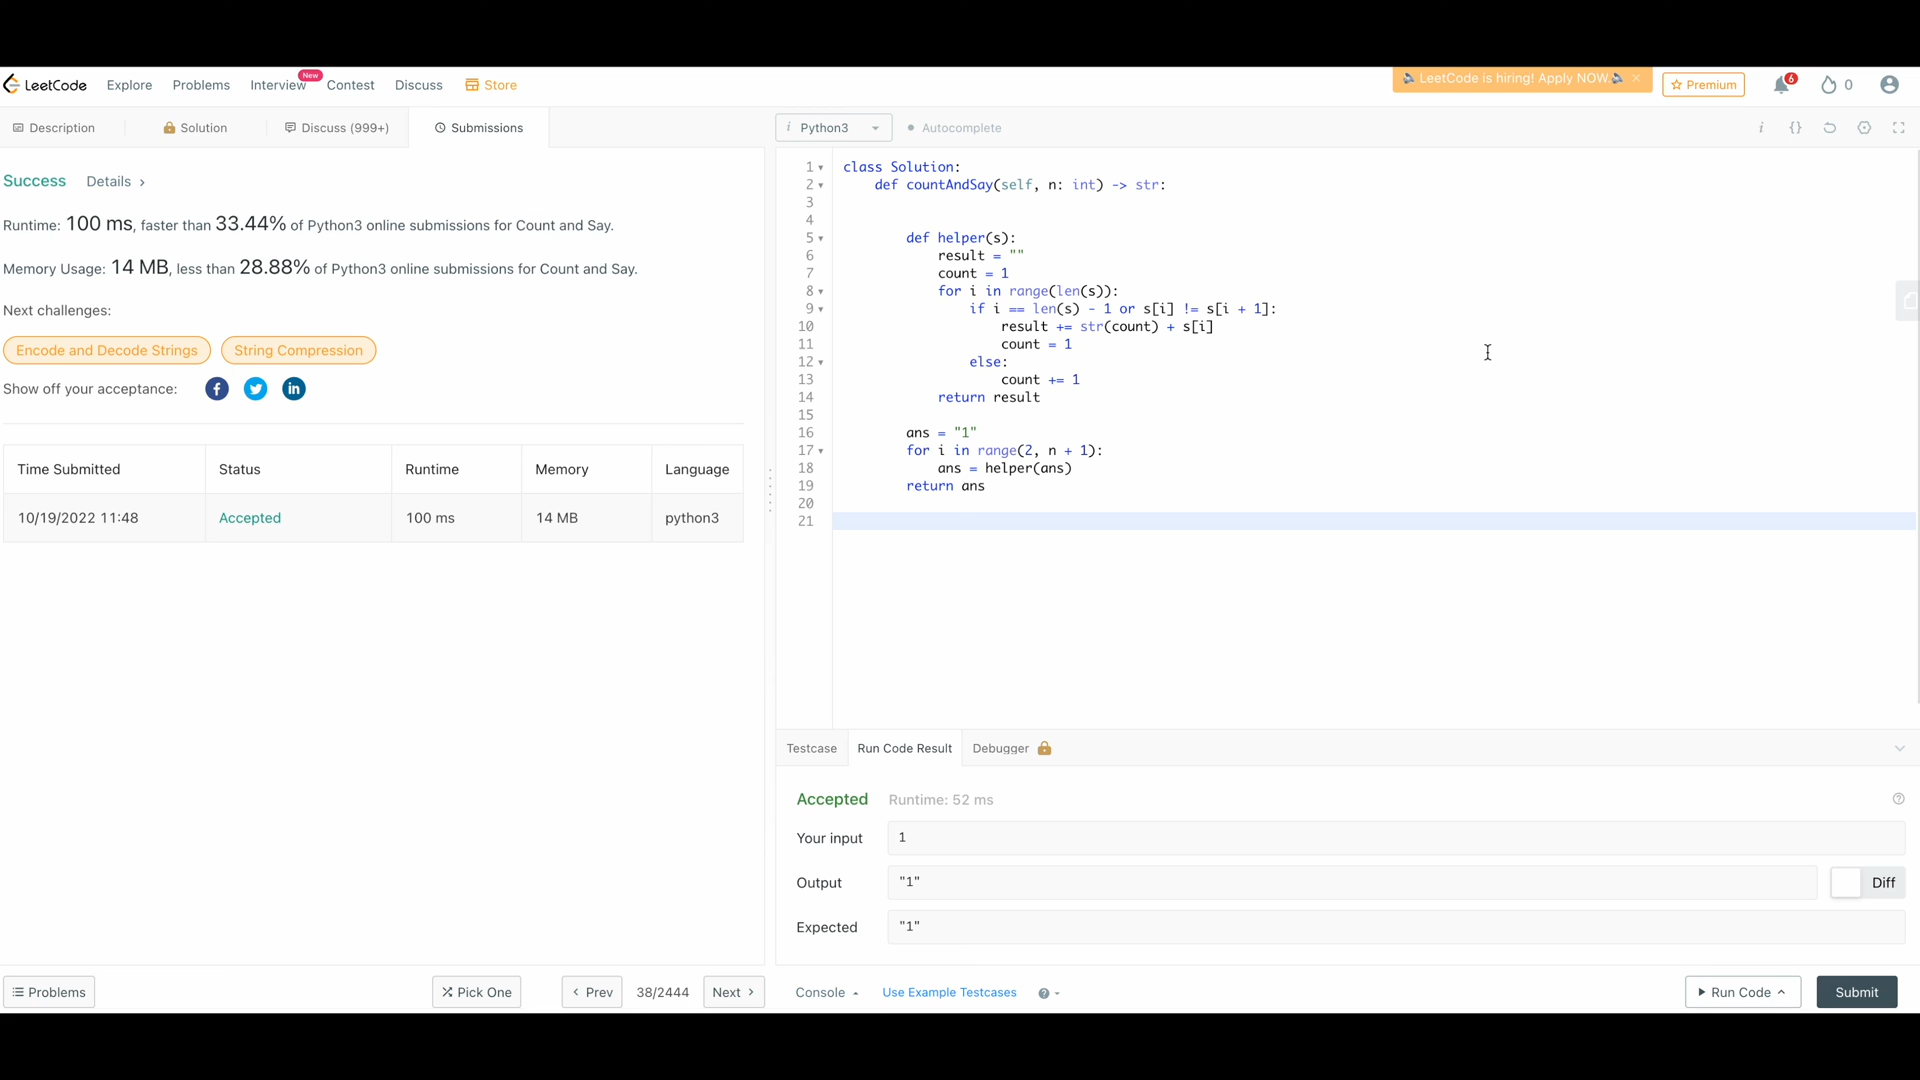 LeetCode Explore Problems Interview New Contest Discuss Store LeetCode is hiring! Apply NOW. × Premium 6 0
Description Solution Discuss (999+) Submissions
Success Details >
Runtime: 100 ms, faster than 33.44% of Python3 online submissions for Count and Say.
Memory Usage: 14 MB, less than 28.88% of Python3 online submissions for Count and Say.
Next challenges:
Encode and Decode Strings String Compression
Show off your acceptance:
Time Submitted Status Runtime Memory Language
10/19/2022 11:48 Accepted 100 ms 14 MB python3
Problems Pick One < Prev 38/2444 Next >
i Python3 Autocomplete i {}
1 class Solution:
2 def countAndSay(self, n: int) -> str:
3
4
5 def helper(s):
6 result = ""
7 count = 1
8 for i in range(len(s)):
9 if i == len(s) - 1 or s[i] != s[i + 1]:
10 result += str(count) + s[i]
11 count = 1
12 else:
13 count += 1
14 return result
15
16 ans = "1"
17 for i in range(2, n + 1):
18 ans = helper(ans)
19 return ans
20
21
Testcase Run Code Result Debugger
Accepted Runtime: 52 ms ?
Your input 1
Output "1" Diff
Expected "1"
Console Use Example Testcases ? Run Code Submit